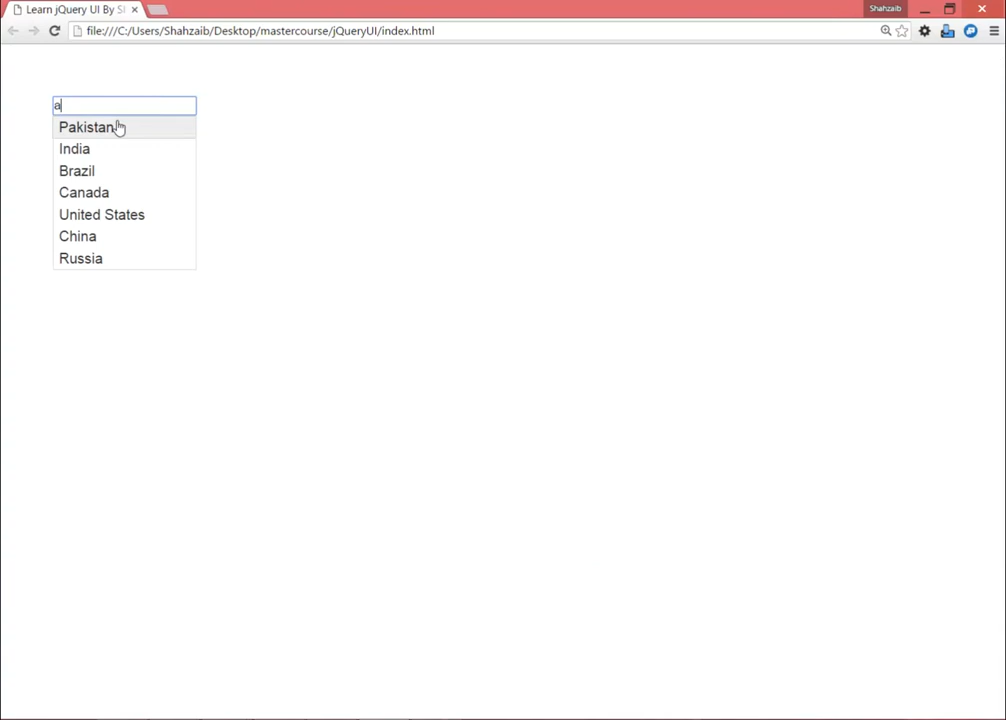 Learn jQuery UI By S
Shahzaib
file:///C:/Users/Shahzaib/Desktop/mastercourse/jQueryUI/index.html
a
Pakistan
India
Brazil
Canada
United States
China
Russia